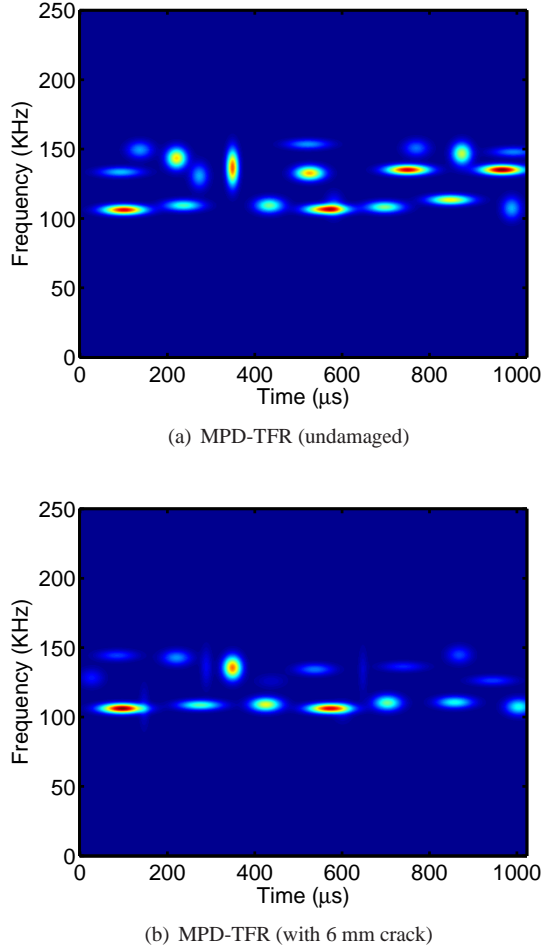 250
200
150
100
50
0
Frequency (KHz)
0 200 400 600 800 1000
Time (μs)
(a) MPD-TFR (undamaged)
250
200
150
100
50
0
Frequency (KHz)
0 200 400 600 800 1000
Time (μs)
(b) MPD-TFR (with 6 mm crack)